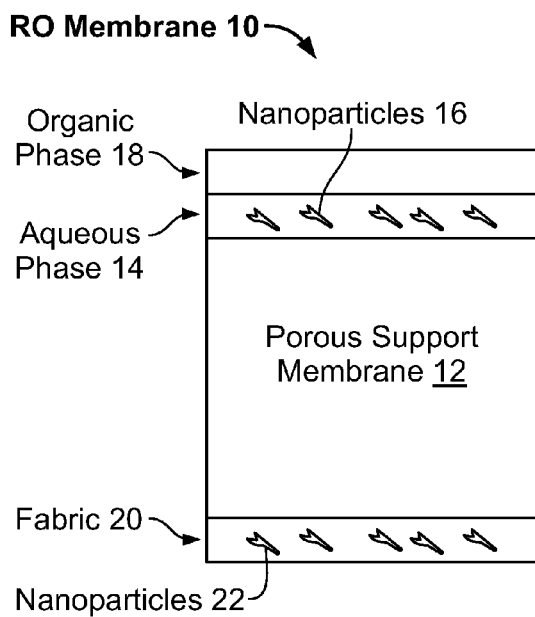 RO Membrane 10
Nanoparticles 16
Organic
Phase 18
Aqueous
Phase 14
Porous Support
Membrane 12
Fabric 20
Nanoparticles 22